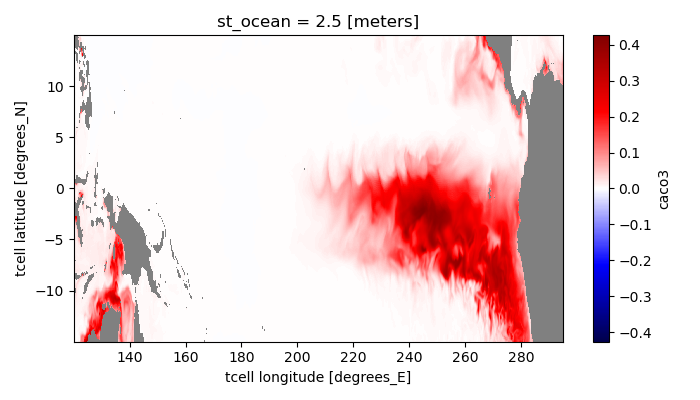 st_ocean = 2.5 [meters]
10
5
0
−5
−10
tcell latitude [degrees_N]
140 160 180 200 220 240 260 280
tcell longitude [degrees_E]
0.4
0.3
0.2
0.1
0.0
−0.1
−0.2
−0.3
−0.4
caco3